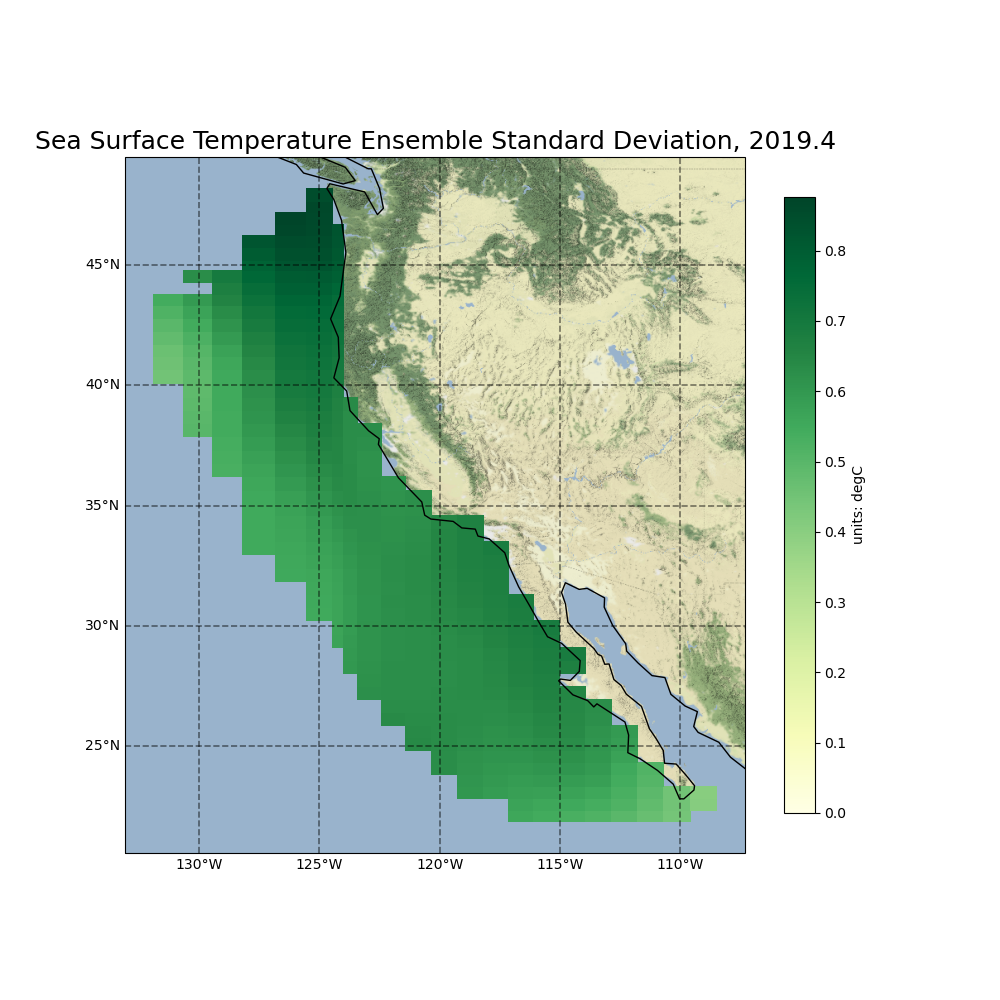 Sea Surface Temperature Ensemble Standard Deviation, 2019.4
45°N
40°N
35°N
30°N
25°N
130°W
125°W
120°W
115°W
110°W
0.8
0.7
0.6
0.5
0.4
0.3
0.2
0.1
0.0
units: degC